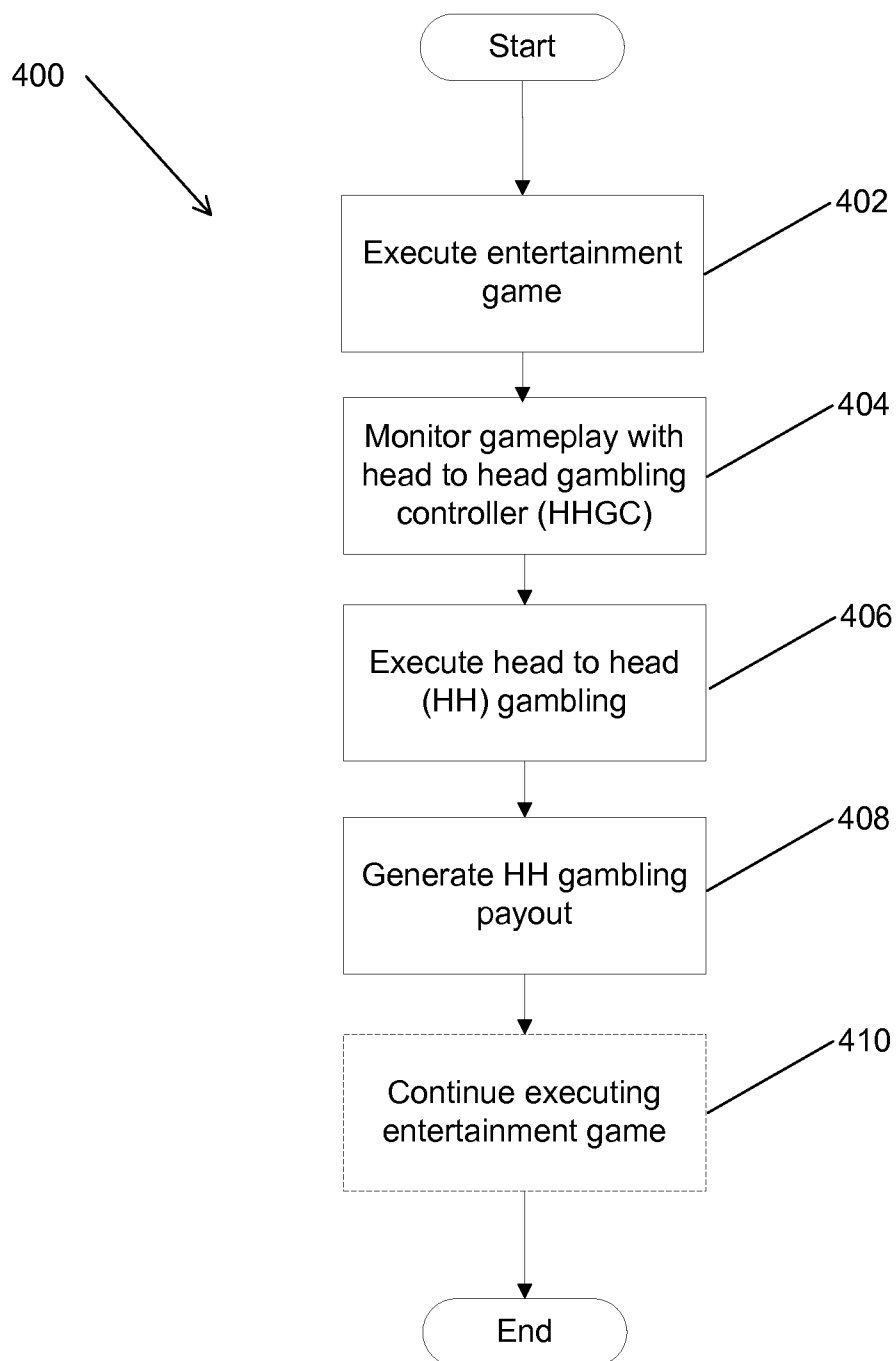 Start
400
402
Execute entertainment
game
404
Monitor gameplay with
head to head gambling
controller (HHGC)
406
Execute head to head
(HH) gambling
408
Generate HH gambling
payout
410
Continue executing
entertainment game
End